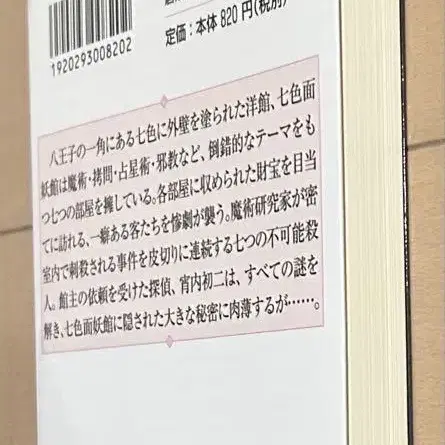 1920293008202
定価:本体820円(税別)
八王子の一角にある七色に外壁を塗られた洋館、七色面
妖館は魔術・拷問・占星術・邪教など、倒錯的なテーマをも
つ七つの部屋を擁している。各部屋に収められた財宝を目当
てに訪れる、一癖ある客たちを惨劇が襲う。魔術研究家が密
室内で刺殺される事件を皮切りに連続する七つの不可能殺
人。館主の依頼を受けた探偵、宵内初二は、すべての謎を
解き、七色面妖館に隠された大きな秘密に肉薄するが……。